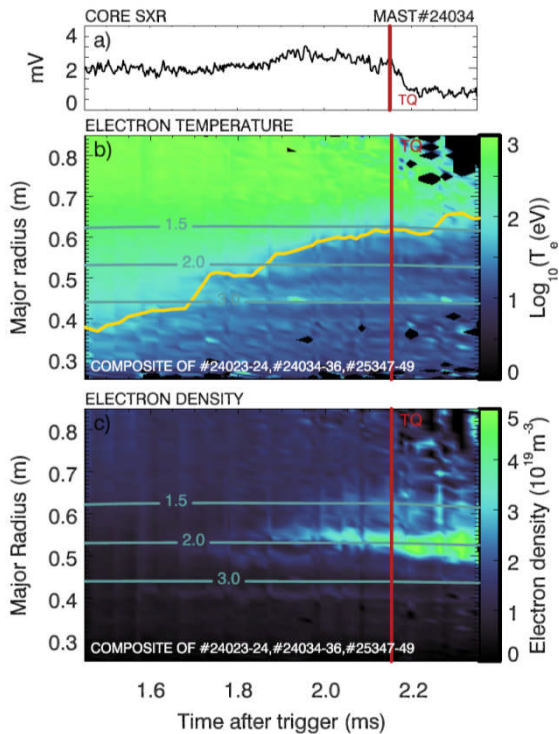 CORE SXR MAST#24034
a)
4
2
0
mV
TQ
ELECTRON TEMPERATURE
b)
TQ
0.8
0.7
0.6
0.5
0.4
0.3
Major radius (m)
1.5
2.0
3.0
COMPOSITE OF #24023-24,#24034-36,#25347-49
3
2
1
0
Log10(Te (eV))
ELECTRON DENSITY
c)
TQ
0.8
0.7
0.6
0.5
0.4
0.3
Major Radius (m)
1.5
2.0
3.0
COMPOSITE OF #24023-24,#24034-36,#25347-49
5
4
3
2
1
0
Electron density (10^19 m^-3)
1.6 1.8 2.0 2.2
Time after trigger (ms)